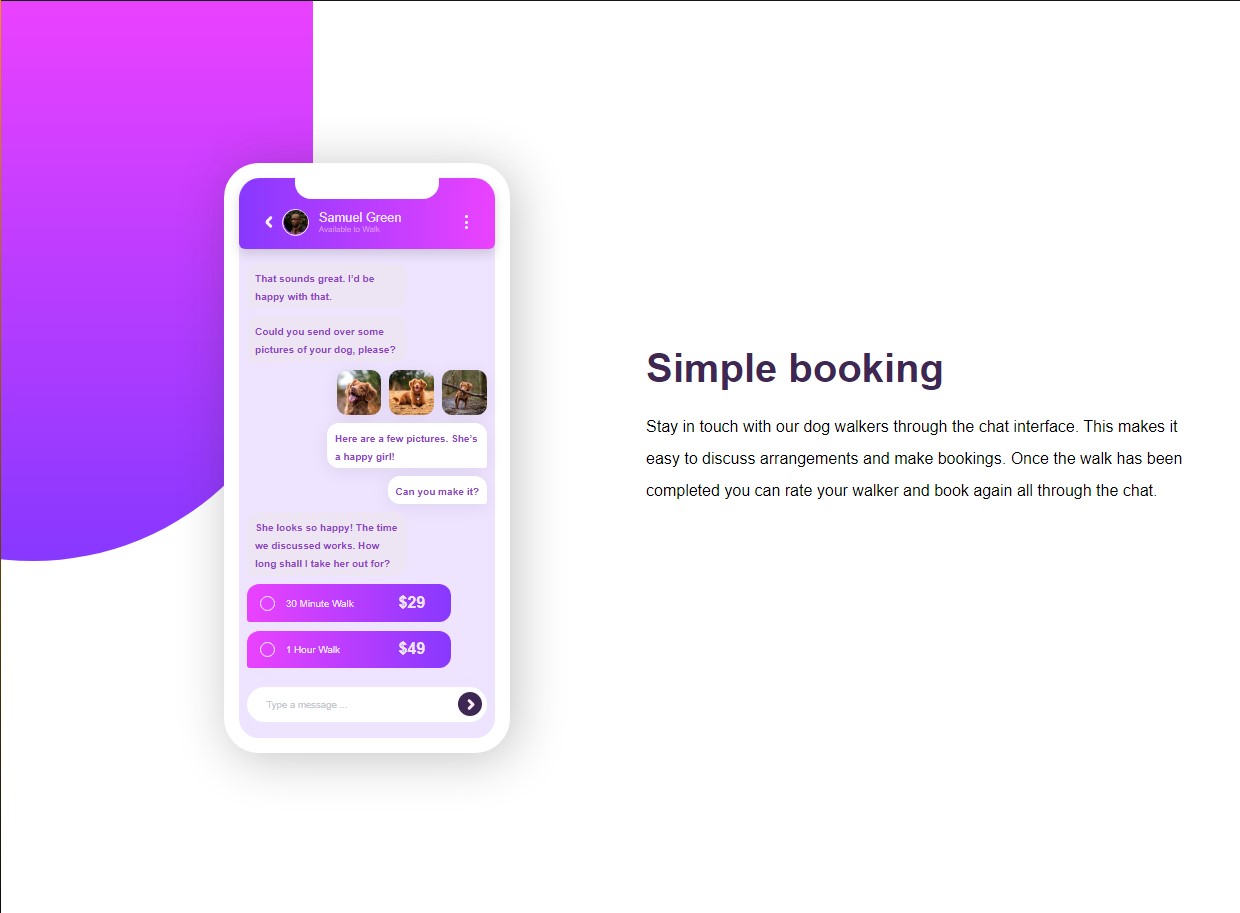 Samuel Green
Available to Walk
That sounds great. I’d be
happy with that.
Could you send over some
pictures of your dog, please?
Here are a few pictures. She’s
a happy girl!
Can you make it?
She looks so happy! The time
we discussed works. How
long shall I take her out for?
30 Minute Walk $29
1 Hour Walk $49
Type a message ...
Simple booking
Stay in touch with our dog walkers through the chat interface. This makes it
easy to discuss arrangements and make bookings. Once the walk has been
completed you can rate your walker and book again all through the chat.